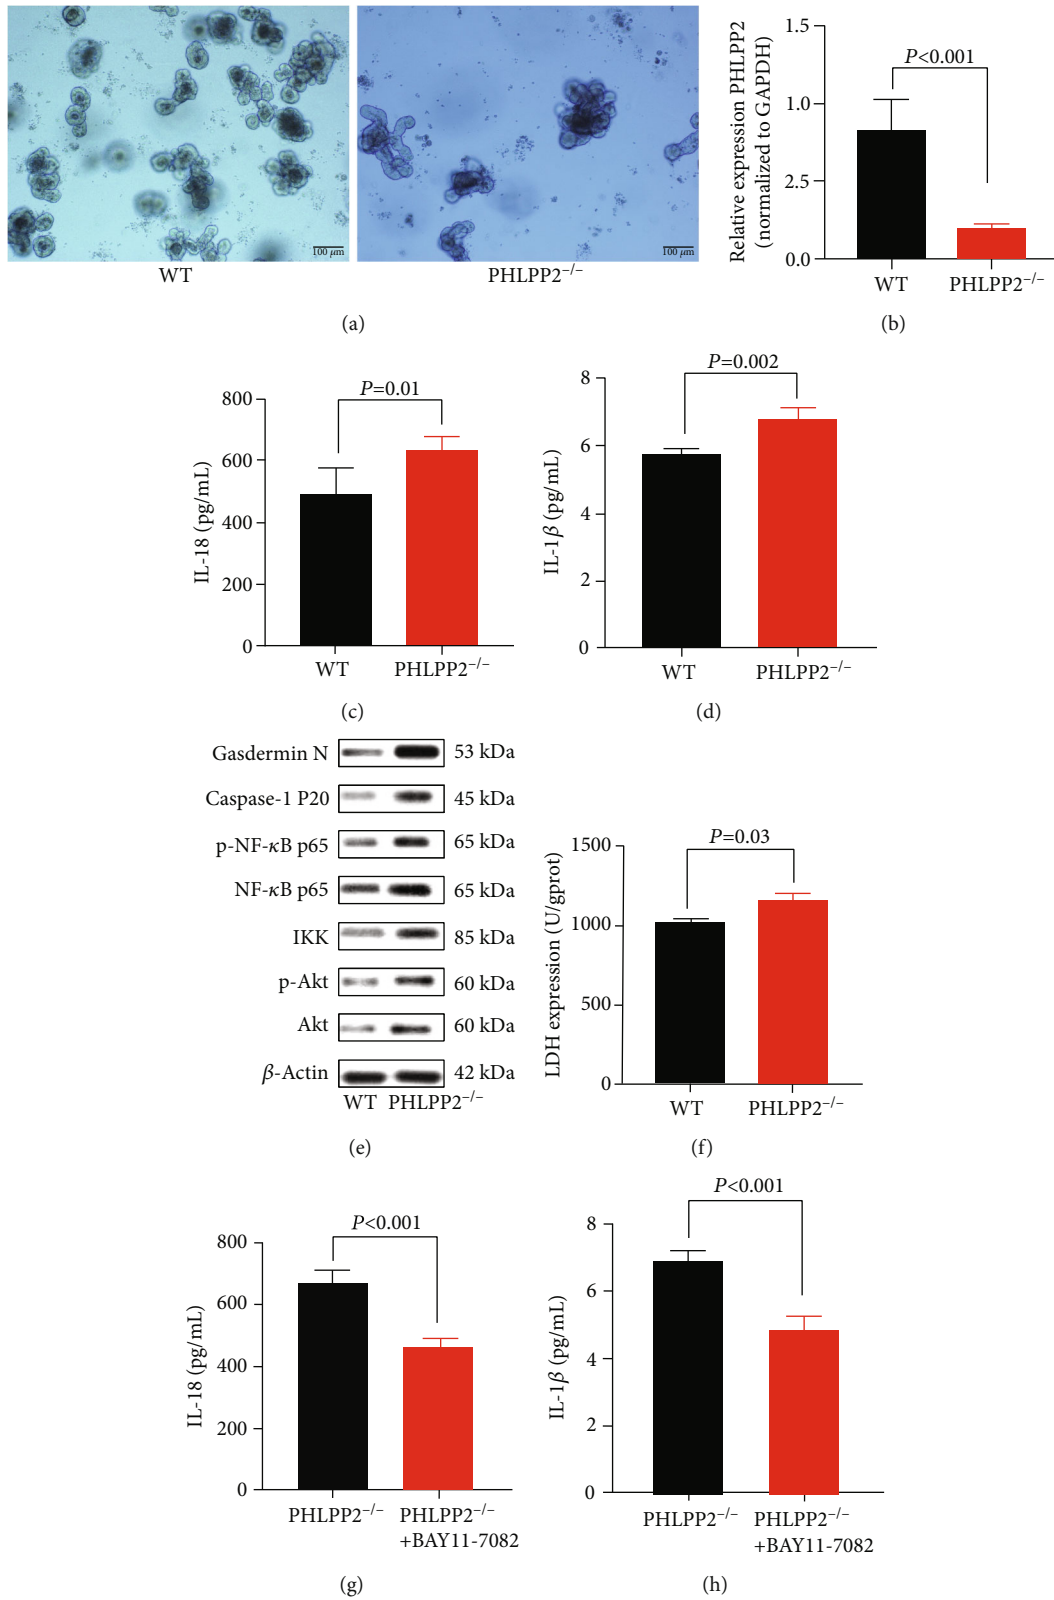 100 μm
100 μm
WT
PHLPP2−/−
(a)
Relative expression PHLPP2
(normalized to GAPDH)
1.5
1.0
2.5
0.0
P<0.001
WT
PHLPP2−/−
(b)
IL-18 (pg/mL)
800
600
400
200
0
P=0.01
WT
PHLPP2−/−
(c)
IL-1β (pg/mL)
8
6
4
2
0
P=0.002
WT
PHLPP2−/−
(d)
Gasdermin N 53 kDa
Caspase-1 P20 45 kDa
p-NF-κB p65 65 kDa
NF-κB p65 65 kDa
IKK 85 kDa
p-Akt 60 kDa
Akt 60 kDa
β-Actin 42 kDa
WT PHLPP2−/−
(e)
LDH expression (U/gprot)
1500
1000
500
0
P=0.03
WT
PHLPP2−/−
(f)
IL-18 (pg/mL)
800
600
400
200
0
P<0.001
PHLPP2−/−
PHLPP2−/−
+BAY11-7082
(g)
IL-1β (pg/mL)
8
6
4
2
0
P<0.001
PHLPP2−/−
PHLPP2−/−
+BAY11-7082
(h)